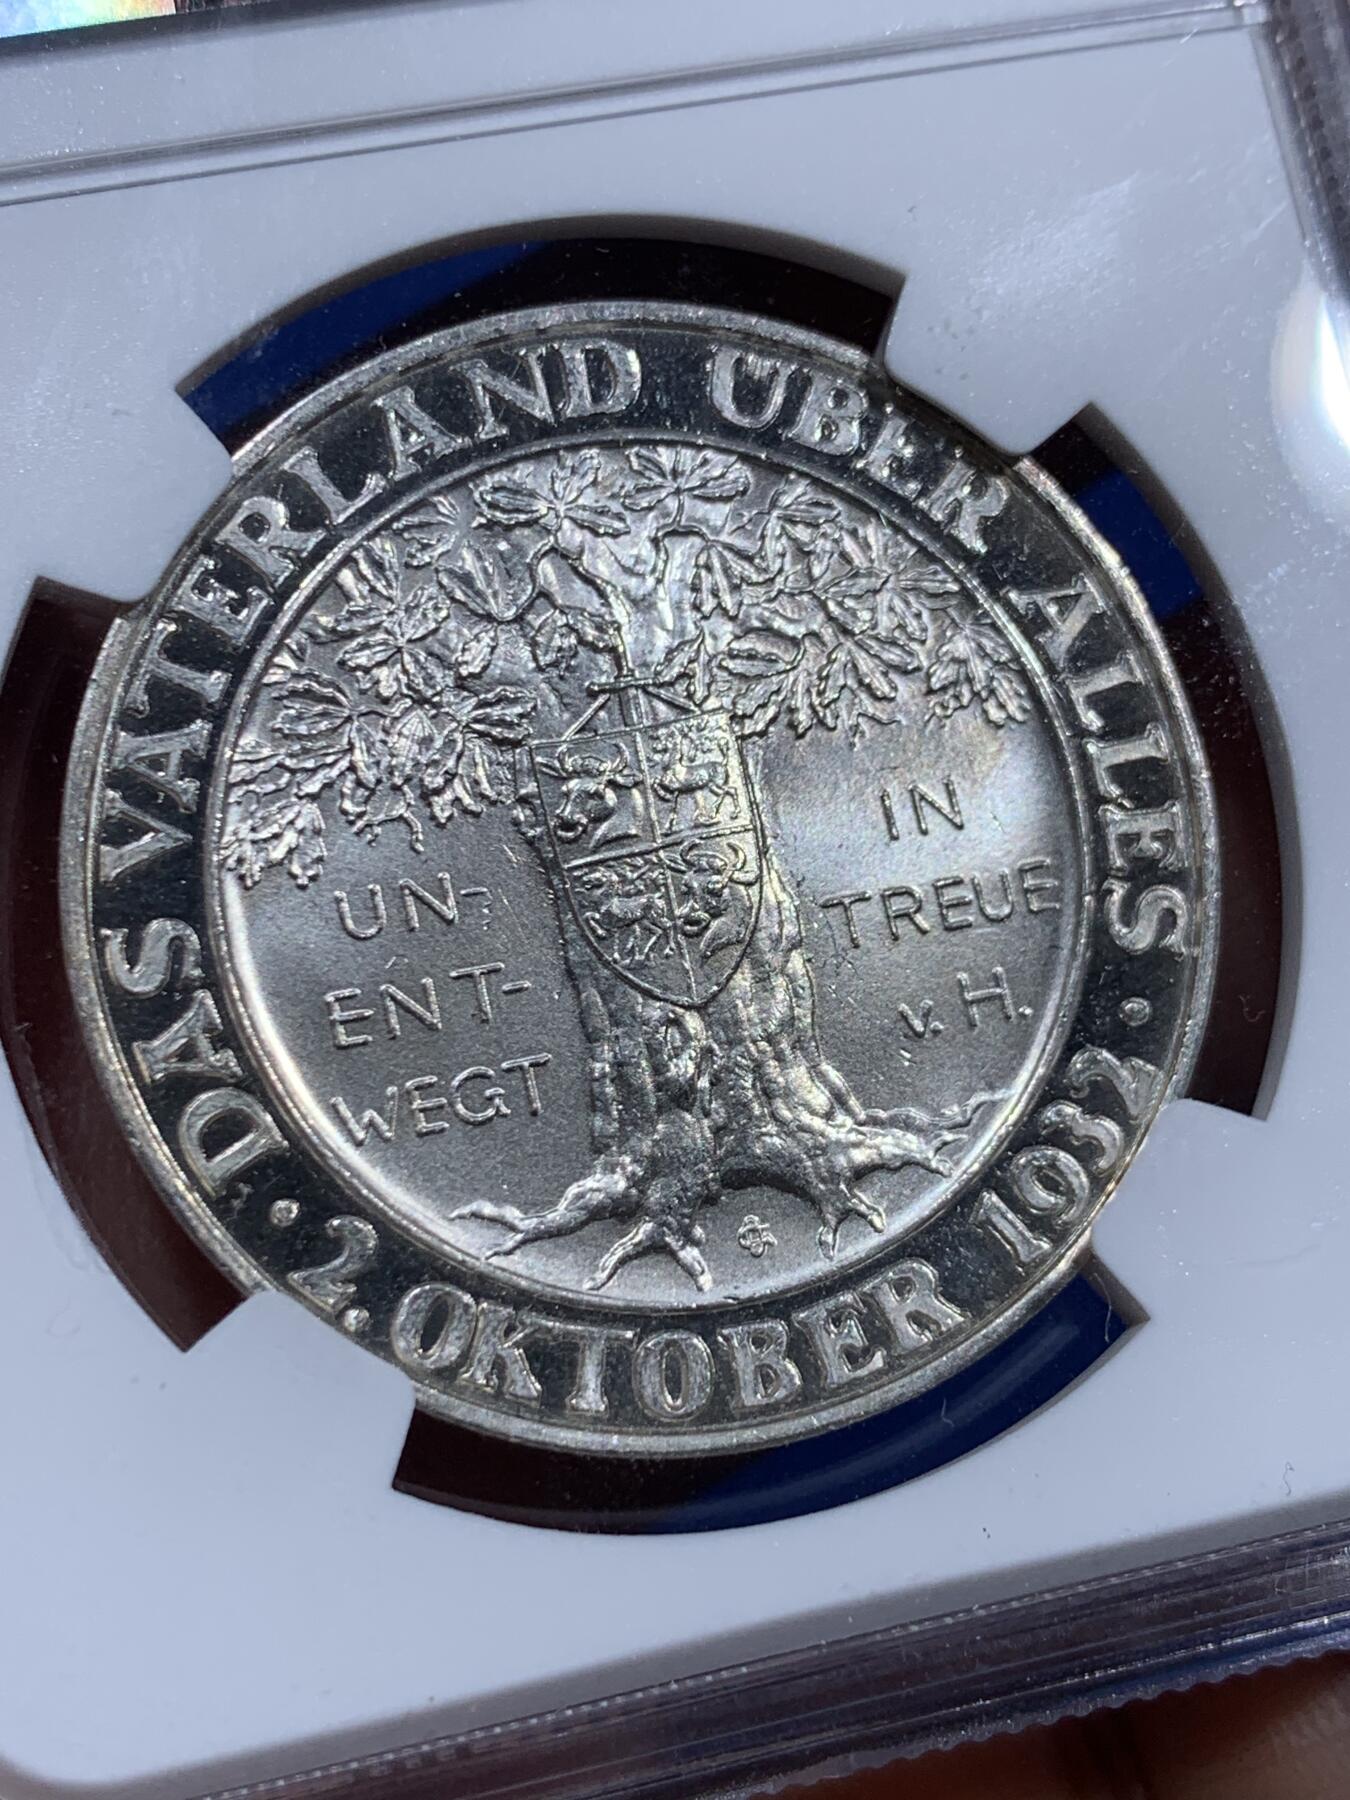 DAS VATERLAND ÜBER ALLES
UN-
ENT-
WEGT
IN
TREUE
v. H.
· 2. OKTOBER 1932 ·